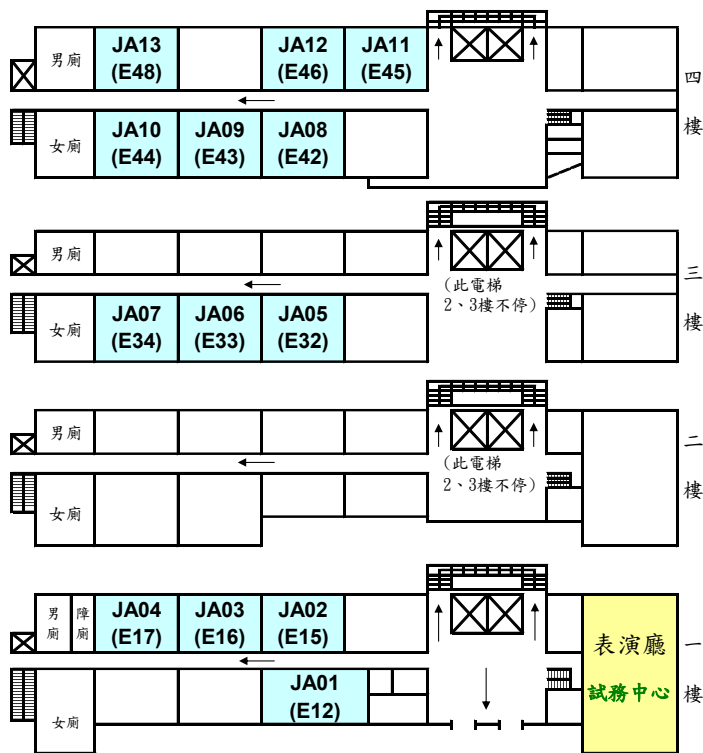 男廁
JA13
(E48)
JA12
(E46)
JA11
(E45)
四
樓
女廁
JA10
(E44)
JA09
(E43)
JA08
(E42)
男廁
(此電梯
2、3樓不停)
三
樓
女廁
JA07
(E34)
JA06
(E33)
JA05
(E32)
男廁
(此電梯
2、3樓不停)
二
樓
女廁
男廁
障廁
JA04
(E17)
JA03
(E16)
JA02
(E15)
表演廳
試務中心
一
樓
女廁
JA01
(E12)